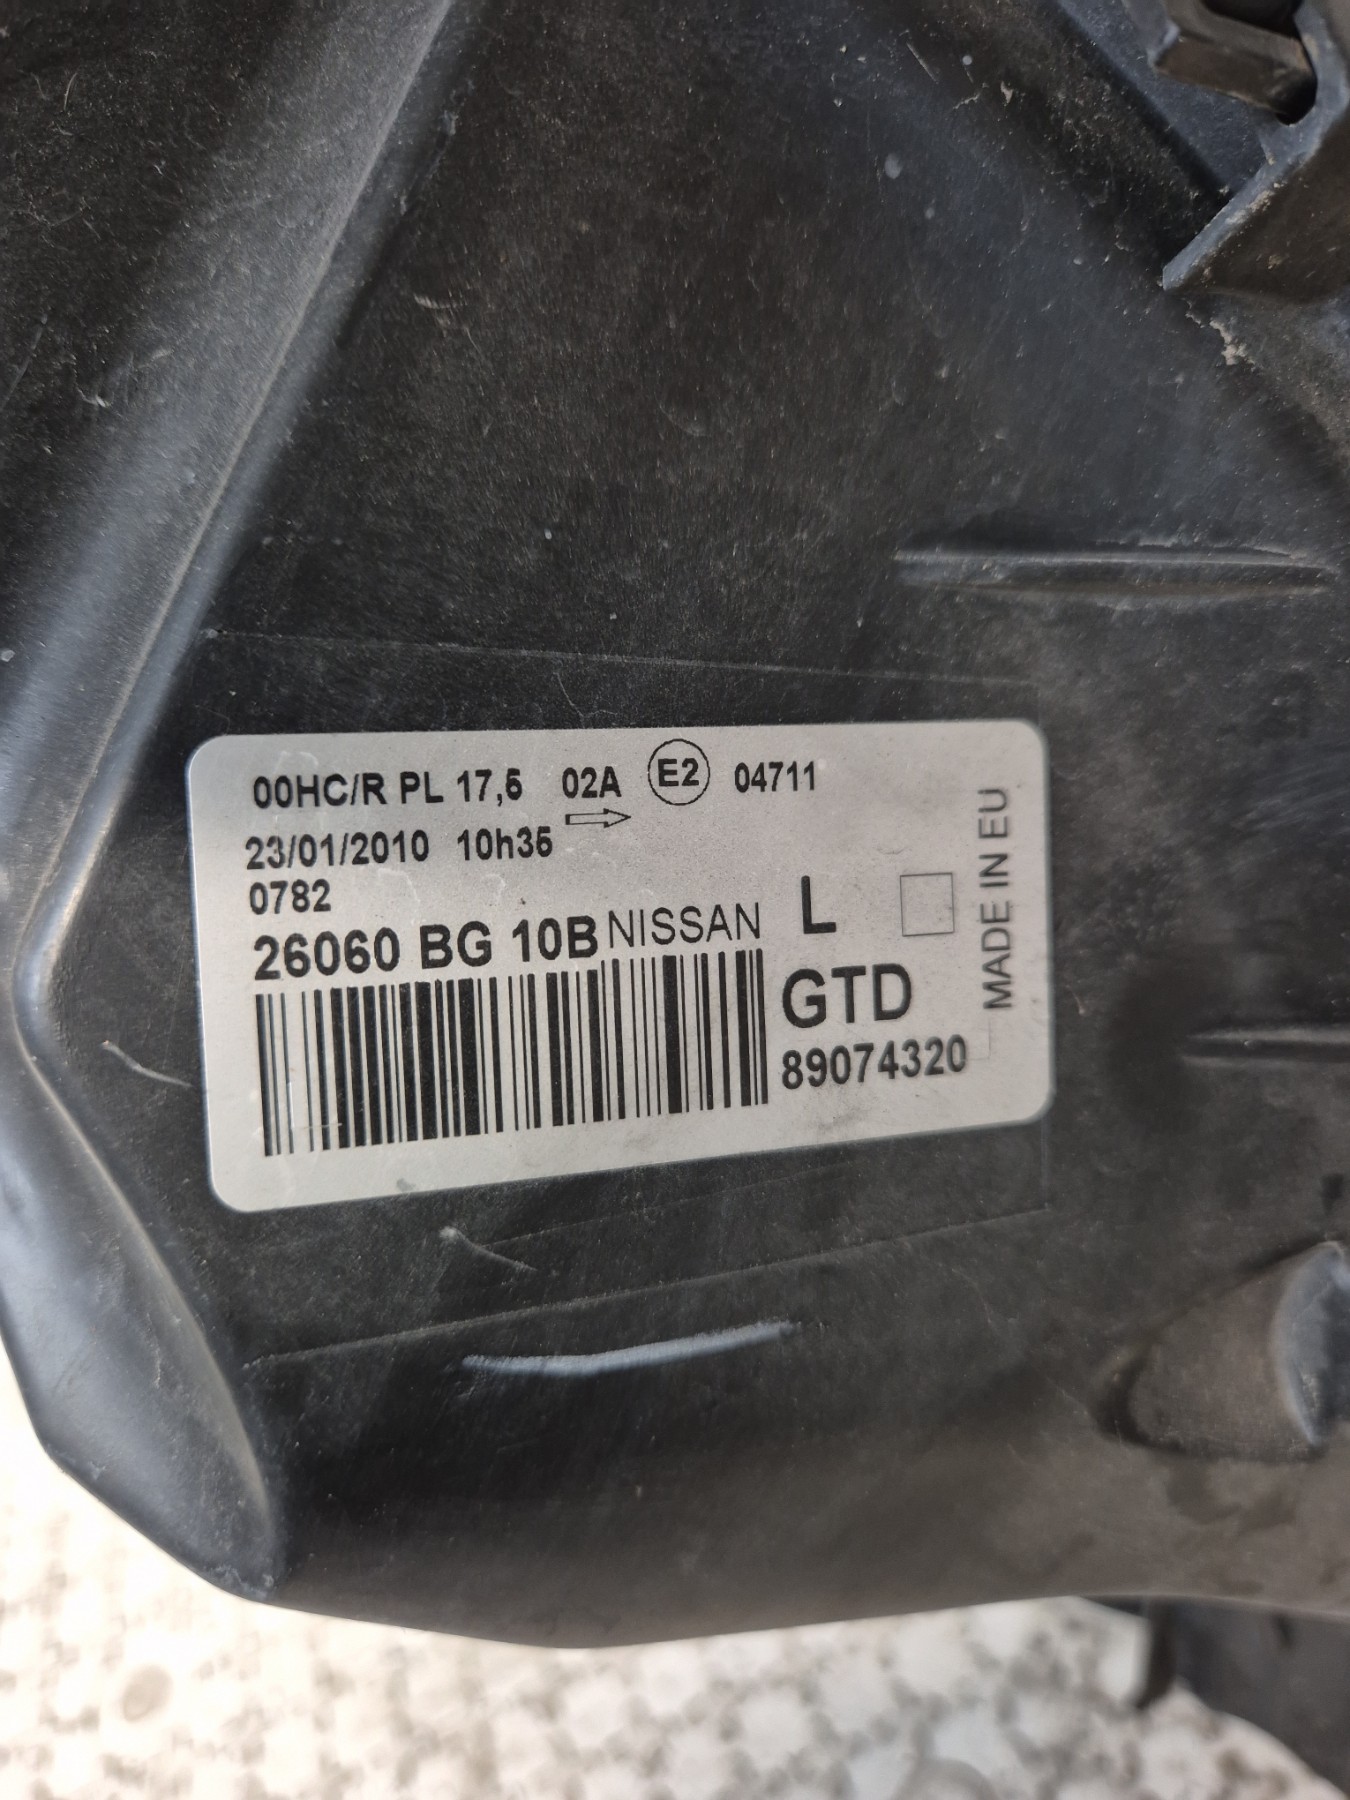 00HC/R PL 17,5 02A E2 04711
23/01/2010 10h35
0782
26060 BG 10B NISSAN L
GTD
89074320
MADE IN EU